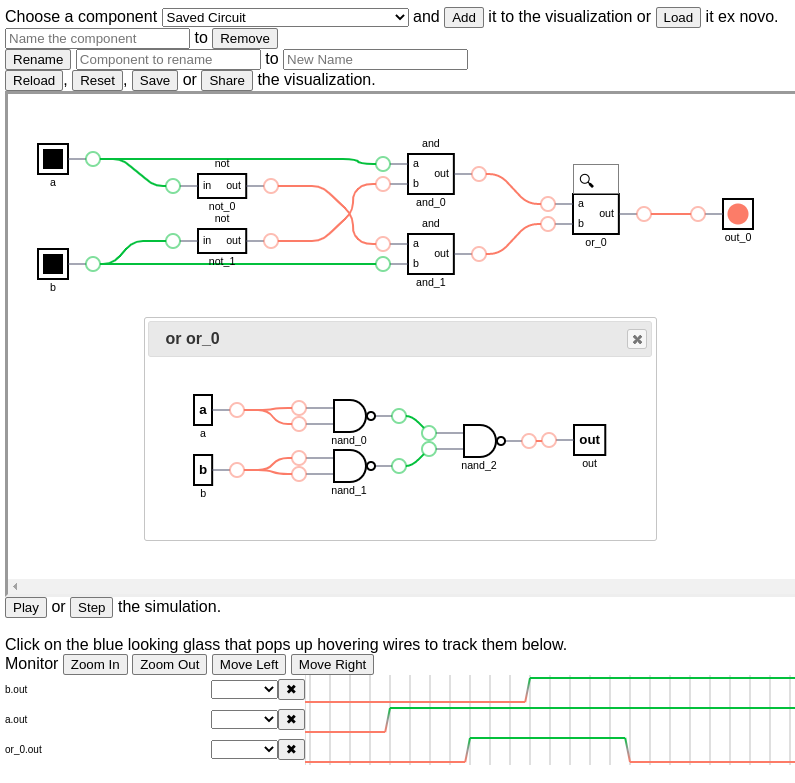 Choose a component Saved Circuit and Add it to the visualization or Load it ex novo.
Name the component to Remove
Rename Component to rename to New Name
Reload, Reset, Save or Share the visualization.
and
a
a
b
out
and_0
not
in out
not_0
not
in out
not_1
b
and
a
b
out
and_1
a
b
out
or_0
out_0
or or_0
a
a
nand_0
b
b
nand_1
nand_2
out
out
Play or Step the simulation.
Click on the blue looking glass that pops up hovering wires to track them below.
Monitor Zoom In Zoom Out Move Left Move Right
b.out
a.out
or_0.out